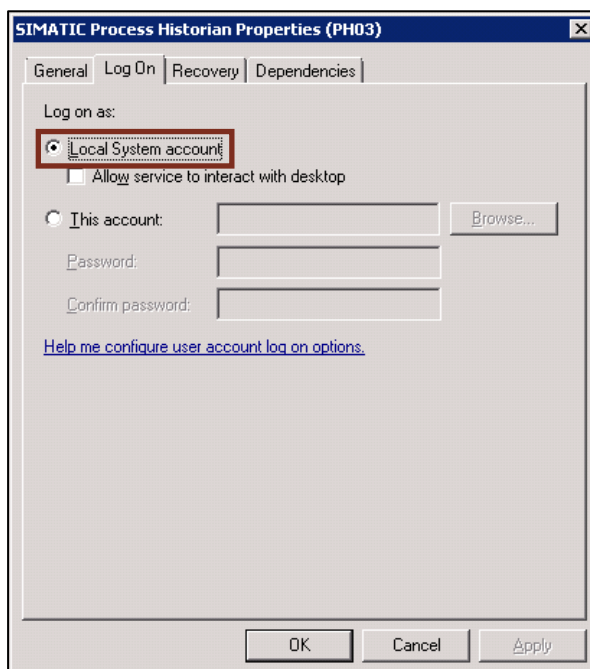 SIMATIC Process Historian Properties (PH03)
General Log On Recovery Dependencies
Log on as:
Local System account
Allow service to interact with desktop
This account:
Browse...
Password:
Confirm password:
Help me configure user account log on options.
OK Cancel Apply